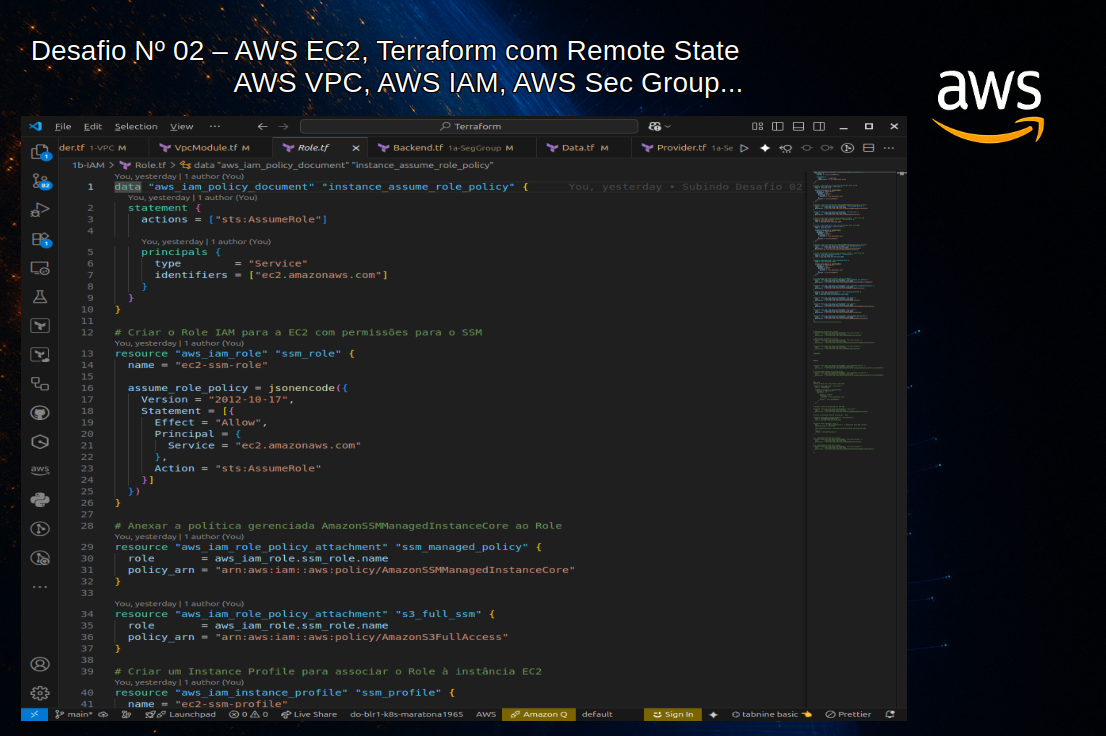 Desafio Nº 02 – AWS EC2, Terraform com Remote State
AWS VPC, AWS IAM, AWS Sec Group...
aws
File Edit Selection View ··· Terraform
der.tf 1-VPC M VpcModule.tf M Role.tf Backend.tf 1a-SegGroup M Data.tf M Provider.tf 1a-Se
1b-IAM > Role.tf > data "aws_iam_policy_document" "instance_assume_role_policy"
You, yesterday | 1 author (You)
1 data "aws_iam_policy_document" "instance_assume_role_policy" { You, yesterday • Subindo Desafio 02
You, yesterday | 1 author (You)
2 statement {
3 actions = ["sts:AssumeRole"]
4
You, yesterday | 1 author (You)
5 principals {
6 type = "Service"
7 identifiers = ["ec2.amazonaws.com"]
8 }
9 }
10 }
11
12 # Criar o Role IAM para a EC2 com permissões para o SSM
You, yesterday | 1 author (You)
13 resource "aws_iam_role" "ssm_role" {
14 name = "ec2-ssm-role"
15
16 assume_role_policy = jsonencode({
17 Version = "2012-10-17",
18 Statement = [{
19 Effect = "Allow",
20 Principal = {
21 Service = "ec2.amazonaws.com"
22 },
23 Action = "sts:AssumeRole"
24 }]
25 })
26 }
27
28 # Anexar a política gerenciada AmazonSSMManagedInstanceCore ao Role
You, yesterday | 1 author (You)
29 resource "aws_iam_role_policy_attachment" "ssm_managed_policy" {
30 role = aws_iam_role.ssm_role.name
31 policy_arn = "arn:aws:iam::aws:policy/AmazonSSMManagedInstanceCore"
32 }
33
You, yesterday | 1 author (You)
34 resource "aws_iam_role_policy_attachment" "s3_full_ssm" {
35 role = aws_iam_role.ssm_role.name
36 policy_arn = "arn:aws:iam::aws:policy/AmazonS3FullAccess"
37 }
38
39 # Criar um Instance Profile para associar o Role à instância EC2
You, yesterday | 1 author (You)
40 resource "aws_iam_instance_profile" "ssm_profile" {
41 name = "ec2-ssm-profile"
main* Launchpad 0 0 Live Share do-blr1-k8s-maratona1965 AWS Amazon Q default Sign In tabnine basic Prettier